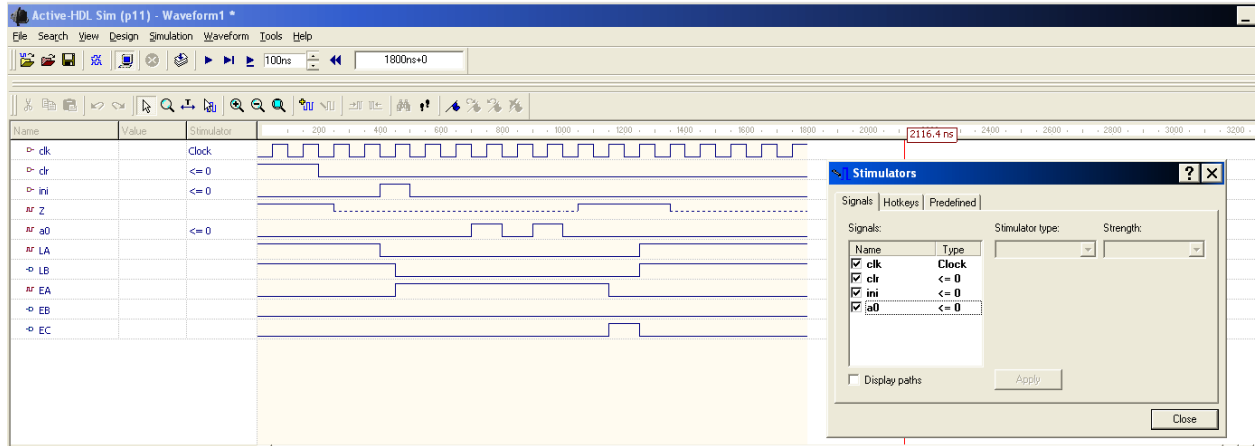 Active-HDL Sim (p11) - Waveform1 *
File Search View Design Simulation Waveform Tools Help
100ns 1800ns+0
Name Value Stimulator 200 400 600 800 1000 1200 1400 1600 1800 2000 2400 2600 2800 3000 3200
2116.4 ns
clk Clock
clr <= 0
ini <= 0
Z
a0 <= 0
LA
LB
EA
EB
EC
Stimulators
Signals Hotkeys Predefined
Signals: Stimulator type: Strength:
Name Type
clk Clock
clr <= 0
ini <= 0
a0 <= 0
Display paths Apply
Close